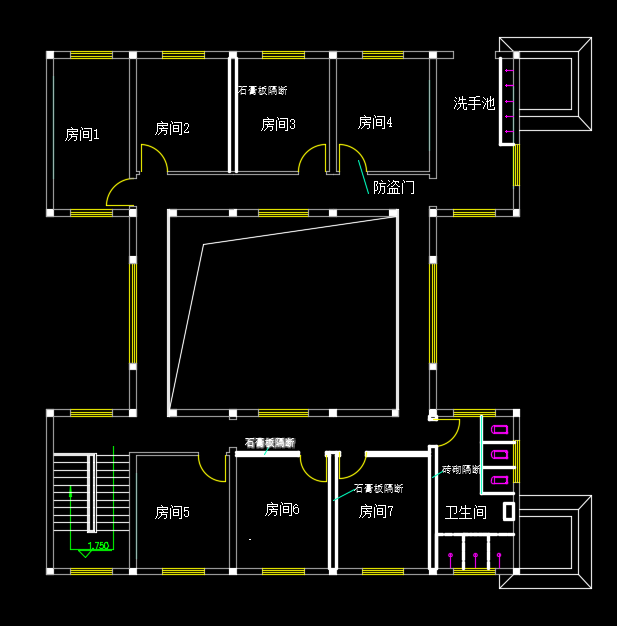 石膏板隔断
洗手池
房间1
房间2
房间3
房间4
防盗门
石膏板隔断
砖砌隔断
石膏板隔断
房间5
房间6
房间7
卫生间
1.750